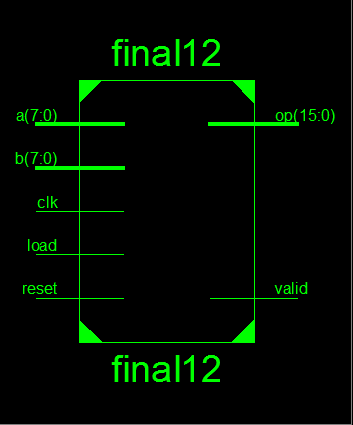 final12
a(7:0)
op(15:0)
b(7:0)
clk
load
reset
valid
final12